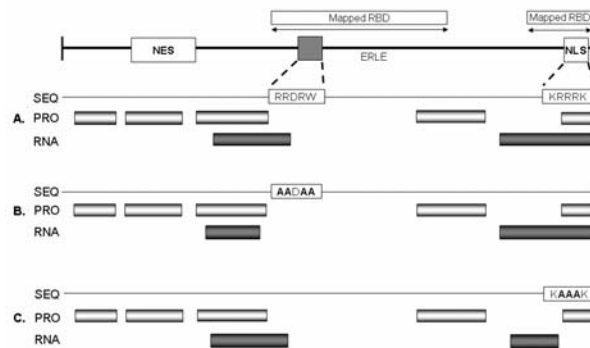 Mapped RBD Mapped RBD
NES ERLE NLS
SEQ RRDRW KRRRK
A. PRO
RNA
SEQ AADAA
B. PRO
RNA
SEQ KAAAK
C. PRO
RNA